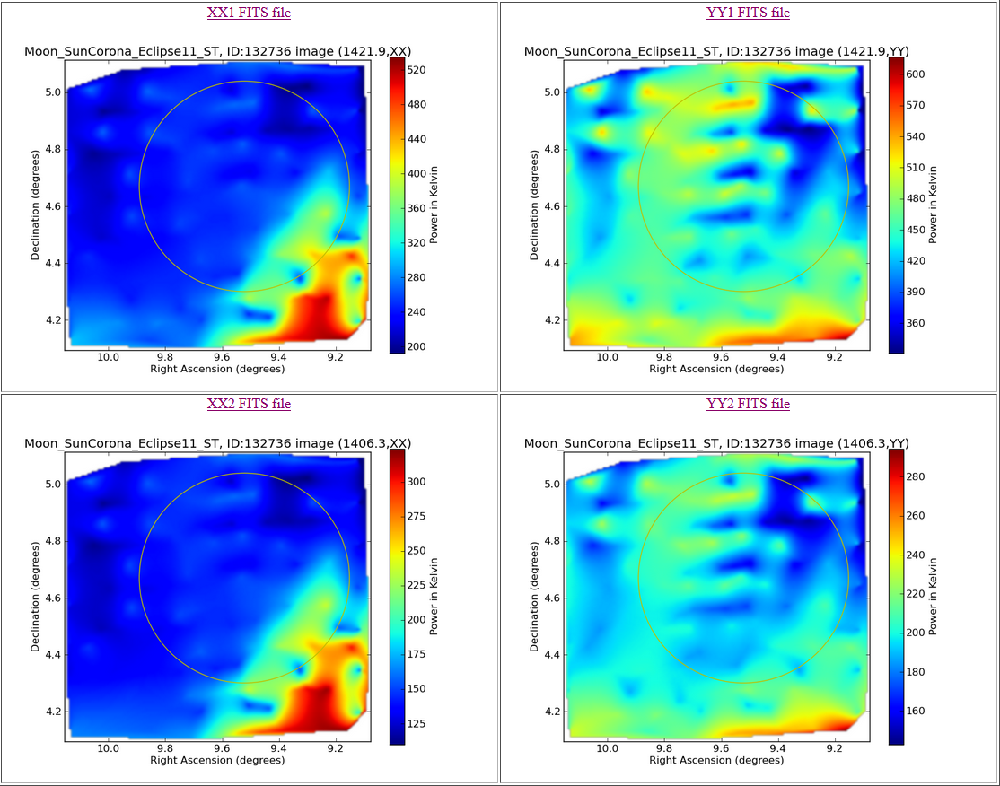 XX1 FITS file
Moon_SunCorona_Eclipse11_ST, ID:132736 image (1421.9,XX)
5.0
4.8
4.6
4.4
4.2
Declination (degrees)
10.0 9.8 9.6 9.4 9.2
Right Ascension (degrees)
520
480
440
400
360
320
280
240
200
Power in Kelvin
YY1 FITS file
Moon_SunCorona_Eclipse11_ST, ID:132736 image (1421.9,YY)
5.0
4.8
4.6
4.4
4.2
Declination (degrees)
10.0 9.8 9.6 9.4 9.2
Right Ascension (degrees)
600
570
540
510
480
450
420
390
360
Power in Kelvin
XX2 FITS file
Moon_SunCorona_Eclipse11_ST, ID:132736 image (1406.3,XX)
5.0
4.8
4.6
4.4
4.2
Declination (degrees)
10.0 9.8 9.6 9.4 9.2
Right Ascension (degrees)
300
275
250
225
200
175
150
125
Power in Kelvin
YY2 FITS file
Moon_SunCorona_Eclipse11_ST, ID:132736 image (1406.3,YY)
5.0
4.8
4.6
4.4
4.2
Declination (degrees)
10.0 9.8 9.6 9.4 9.2
Right Ascension (degrees)
280
260
240
220
200
180
160
Power in Kelvin